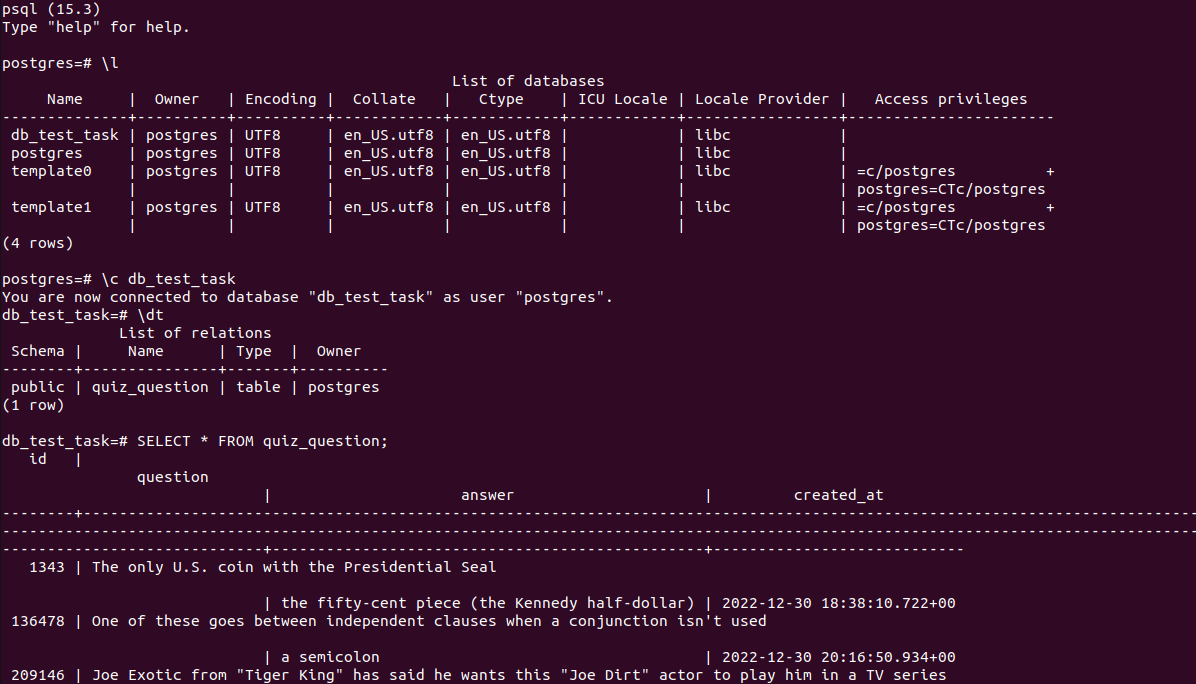 psql (15.3)
Type "help" for help.

postgres=# \l
                                                  List of databases
     Name     |  Owner   | Encoding |  Collate   |   Ctype    | ICU Locale | Locale Provider |   Access privileges
--------------+----------+----------+------------+------------+------------+-----------------+-----------------------
 db_test_task | postgres | UTF8     | en_US.utf8 | en_US.utf8 |            | libc            |
 postgres     | postgres | UTF8     | en_US.utf8 | en_US.utf8 |            | libc            |
 template0    | postgres | UTF8     | en_US.utf8 | en_US.utf8 |            | libc            | =c/postgres          +
              |          |          |            |            |            |                 | postgres=CTc/postgres
 template1    | postgres | UTF8     | en_US.utf8 | en_US.utf8 |            | libc            | =c/postgres          +
              |          |          |            |            |            |                 | postgres=CTc/postgres
(4 rows)

postgres=# \c db_test_task
You are now connected to database "db_test_task" as user "postgres".
db_test_task=# \dt
             List of relations
 Schema |     Name      | Type  |  Owner
--------+---------------+-------+----------
 public | quiz_question | table | postgres
(1 row)

db_test_task=# SELECT * FROM quiz_question;
   id   |
               question
                             |                     answer                     |         created_at
--------+----------------------------------------------------------------------------------------------------------------------------
-------------------------------------------------------------------------------------------------------------------------------------
-----------------------------+------------------------------------------------+----------------------------
   1343 | The only U.S. coin with the Presidential Seal

                             | the fifty-cent piece (the Kennedy half-dollar) | 2022-12-30 18:38:10.722+00
 136478 | One of these goes between independent clauses when a conjunction isn't used

                             | a semicolon                                    | 2022-12-30 20:16:50.934+00
 209146 | Joe Exotic from "Tiger King" has said he wants this "Joe Dirt" actor to play him in a TV series